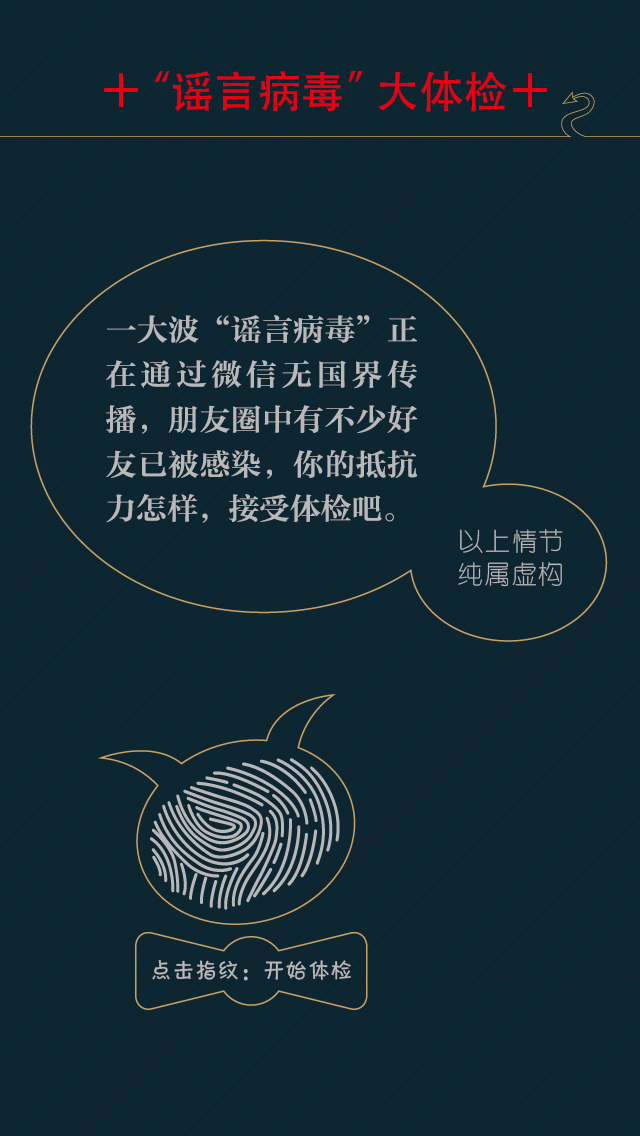 十“谣言病毒”大体检十
一大波“谣言病毒”正
在通过微信无国界传
播，朋友圈中有不少好
友已被感染，你的抵抗
力怎样，接受体检吧。
以上情节
纯属虚构
点击指纹：开始体检